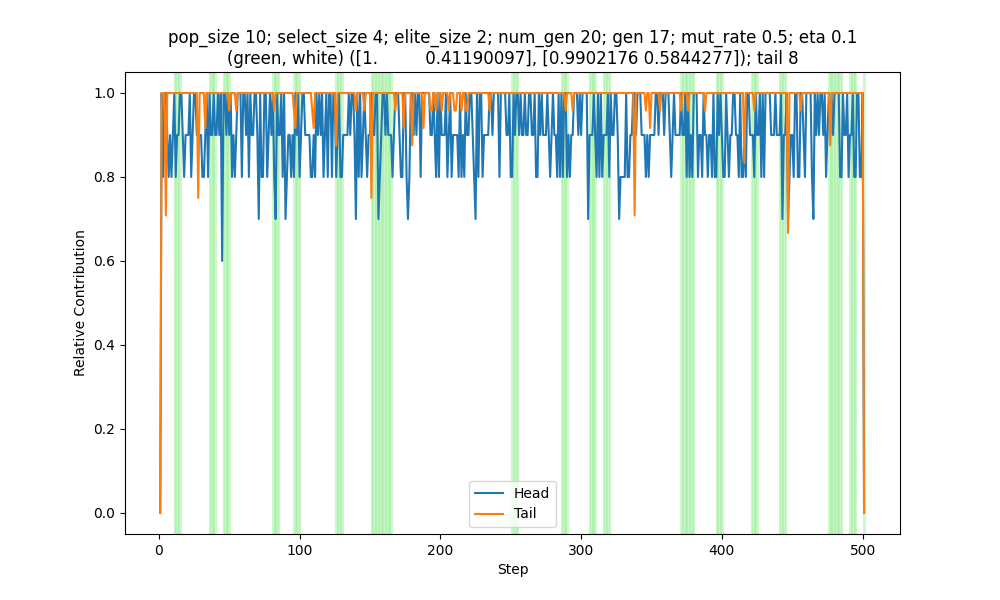 pop_size 10; select_size 4; elite_size 2; num_gen 20; gen 17; mut_rate 0.5; eta 0.1
(green, white) ([1.         0.41190097], [0.9902176 0.5844277]); tail 8
1.0
0.8
0.6
0.4
0.2
0.0
Relative Contribution
Head
Tail
0
100
200
300
400
500
Step